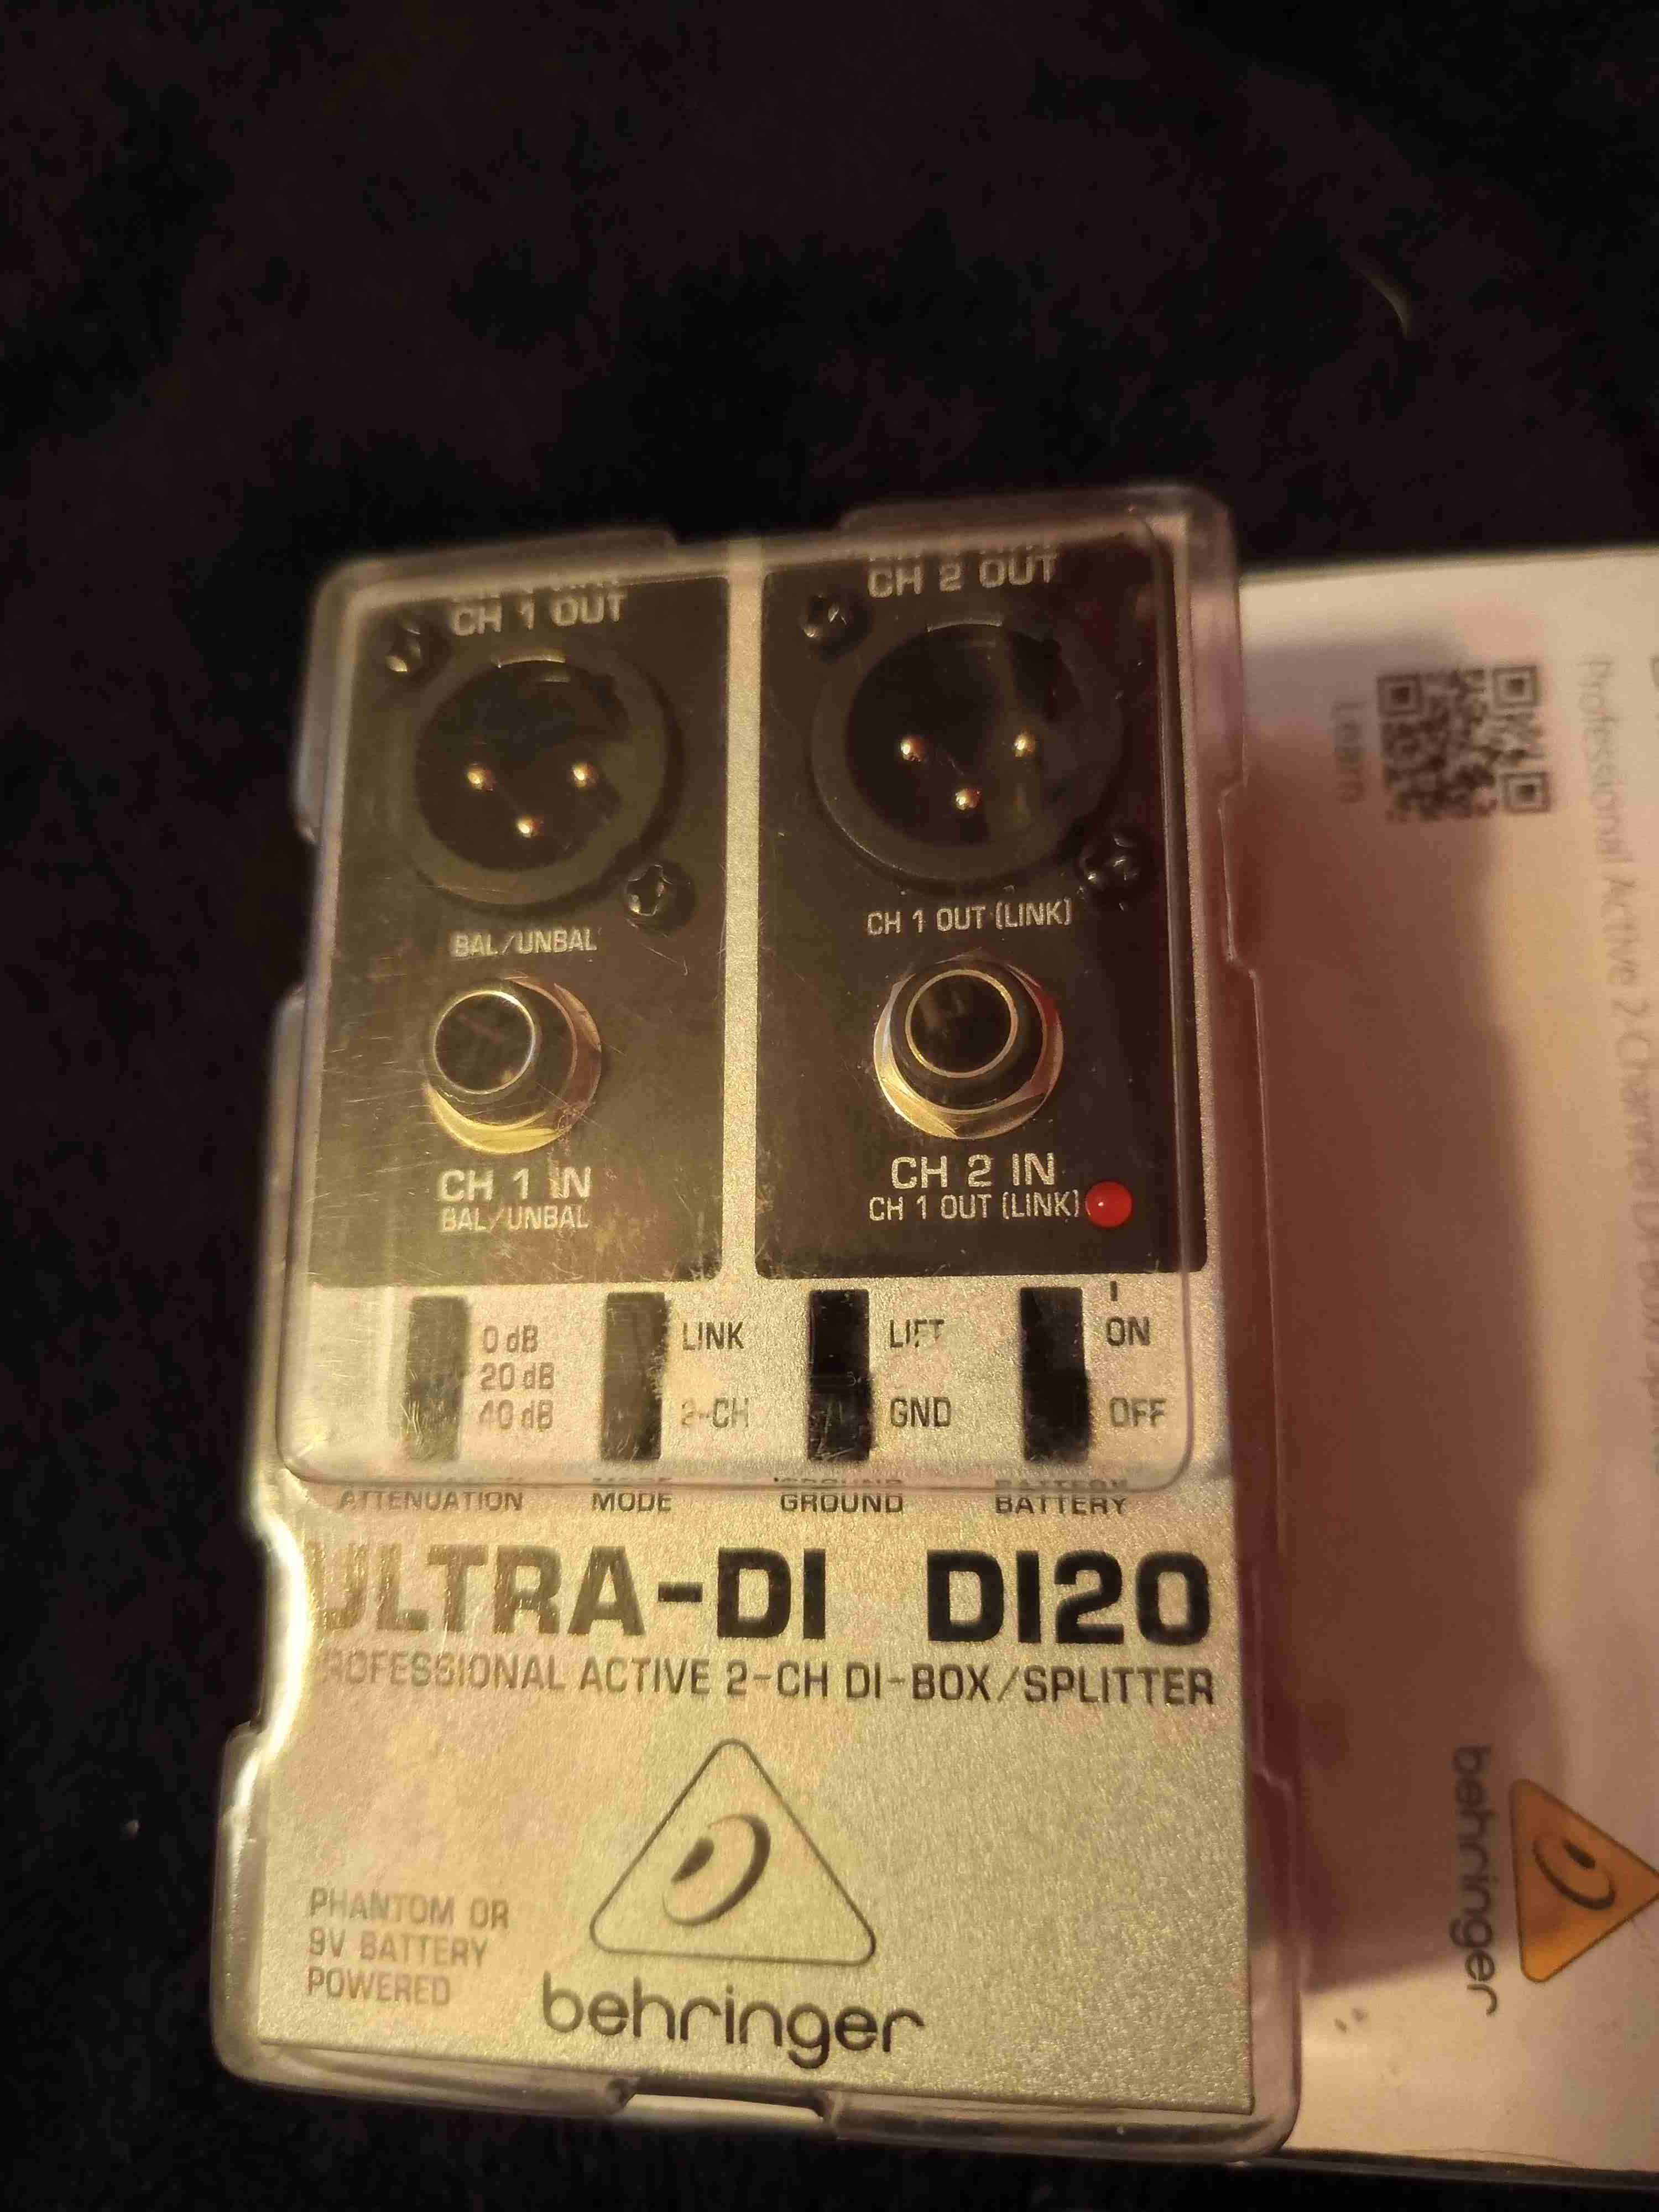 CH 1 OUT
CH 2 OUT
BAL/UNBAL
CH 1 OUT (LINK)
CH 1 IN
BAL/UNBAL
CH 2 IN
CH 1 OUT (LINK)
0 dB
20 dB
40 dB
LINK
2-CH
LIFT
GND
I
ON
OFF
ATTENUATION
MODE
GROUND
BATTERY
ULTRA-DI DI20
PROFESSIONAL ACTIVE 2-CH DI-BOX/SPLITTER
PHANTOM OR
9V BATTERY
POWERED
behringer
Learn
Professional Active 2 Channel DI-Box/
behringer